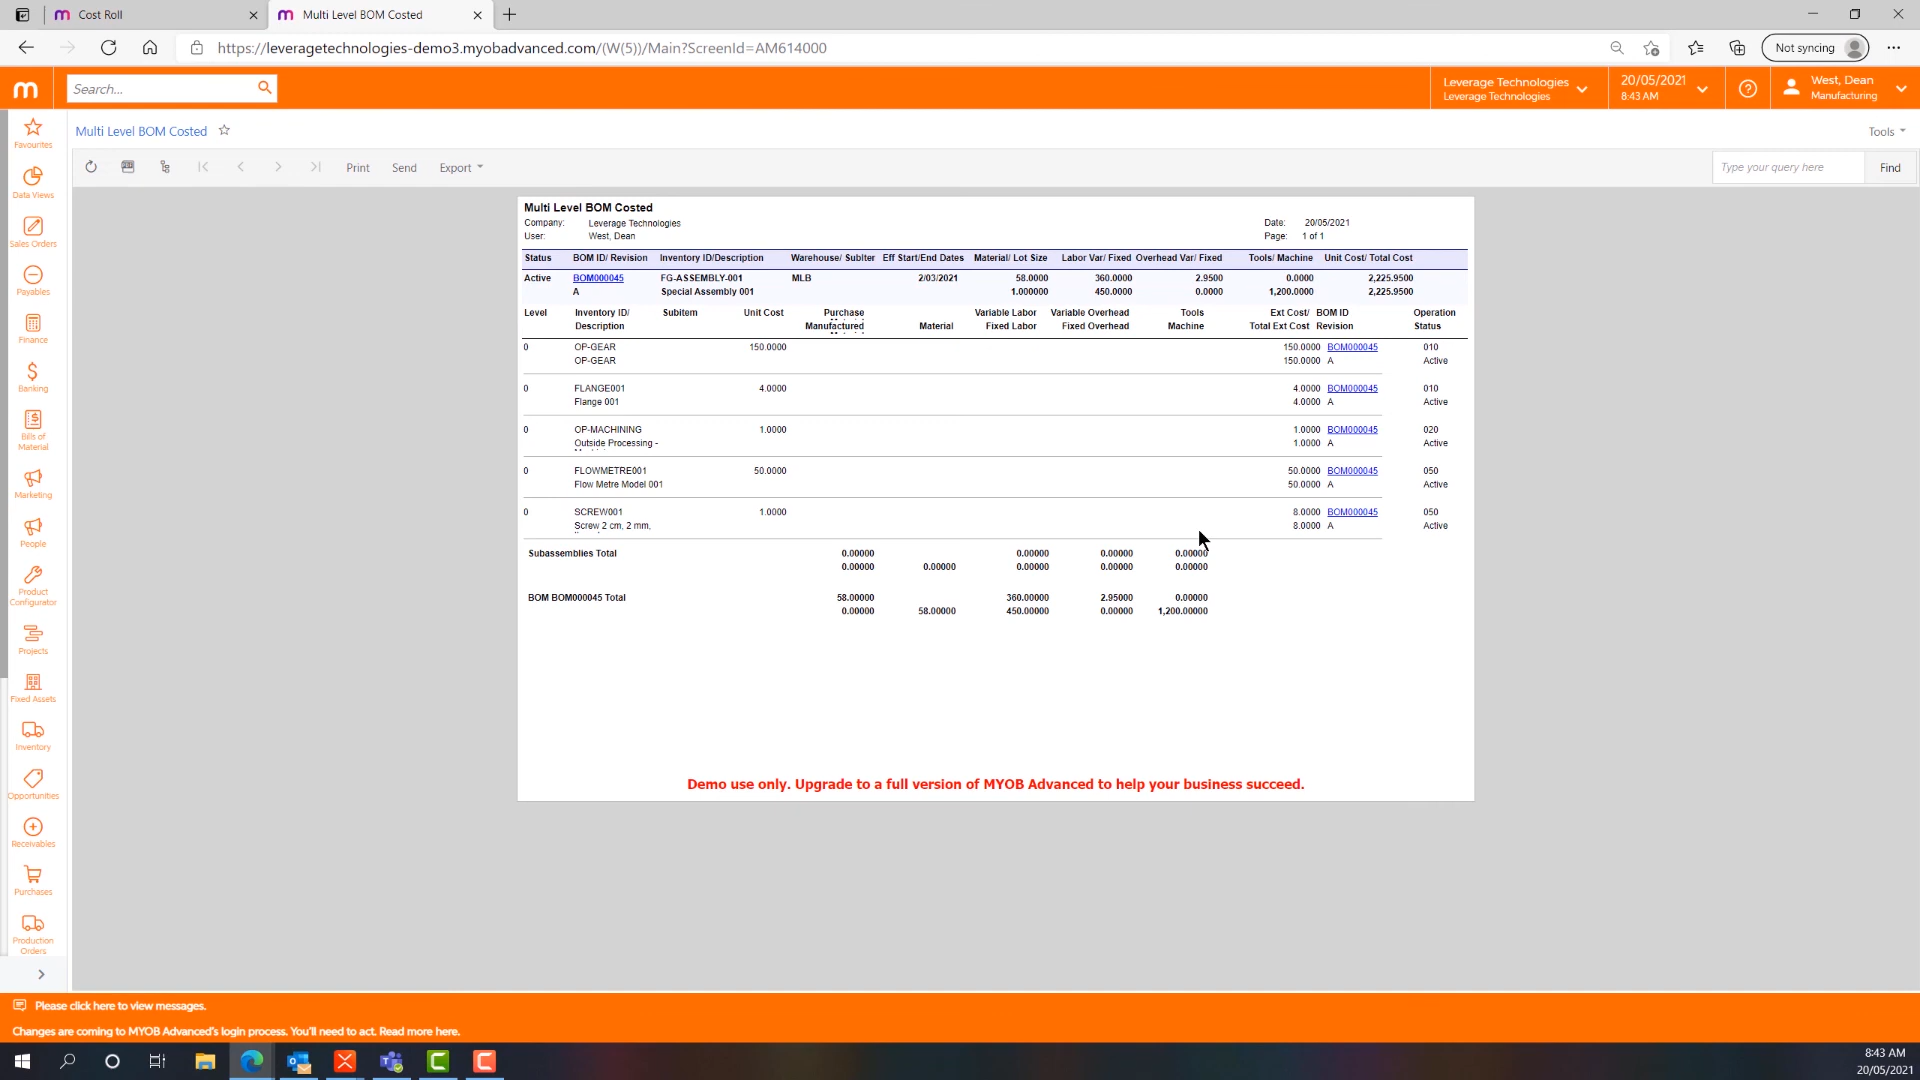 Cost Roll
Multi Level BOM Costed
https://leveragetechnologies-demo3.myobadvanced.com/(W(5))/Main?ScreenId=AM614000
Not syncing
m
Search...
Leverage Technologies
Leverage Technologies
20/05/2021
8:43 AM
West, Dean
Manufacturing
Multi Level BOM Costed
Tools
Print Send Export
Type your query here
Find
Favourites
Data Views
Sales Orders
Payables
Finance
Banking
Bills of
Material
Marketing
People
Product
Configurator
Projects
Fixed Assets
Inventory
Opportunities
Receivables
Purchases
Production
Orders
Multi Level BOM Costed
Company: Leverage Technologies Date: 20/05/2021
User: West, Dean Page: 1 of 1
Status BOM ID/ Revision Inventory ID/Description Warehouse/ SubIter Eff Start/End Dates Material/ Lot Size Labor Var/ Fixed Overhead Var/ Fixed Tools/ Machine Unit Cost/ Total Cost
Active BOM000045 FG-ASSEMBLY-001 MLB 2/03/2021 58.0000 360.0000 2.9500 0.0000 2,225.9500
A Special Assembly 001 1.000000 450.0000 0.0000 1,200.0000 2,225.9500
Level Inventory ID/ Subitem Unit Cost Purchase Variable Labor Variable Overhead Tools Ext Cost/ BOM ID Operation
Description Manufactured Material Fixed Labor Fixed Overhead Machine Total Ext Cost Revision Status
0 OP-GEAR 150.0000 150.0000 BOM000045 010
OP-GEAR 150.0000 A Active
0 FLANGE001 4.0000 4.0000 BOM000045 010
Flange 001 4.0000 A Active
0 OP-MACHINING 1.0000 1.0000 BOM000045 020
Outside Processing - 1.0000 A Active
0 FLOWMETRE001 50.0000 50.0000 BOM000045 050
Flow Metre Model 001 50.0000 A Active
0 SCREW001 1.0000 8.0000 BOM000045 050
Screw 2 cm, 2 mm, 8.0000 A Active
Subassemblies Total 0.00000 0.00000 0.00000 0.00000
0.00000 0.00000 0.00000 0.00000 0.00000
BOM BOM000045 Total 58.00000 360.00000 2.95000 0.00000
0.00000 58.00000 450.00000 0.00000 1,200.00000
Demo use only. Upgrade to a full version of MYOB Advanced to help your business succeed.
Please click here to view messages.
Changes are coming to MYOB Advanced's login process. You'll need to act. Read more here.
8:43 AM
20/05/2021